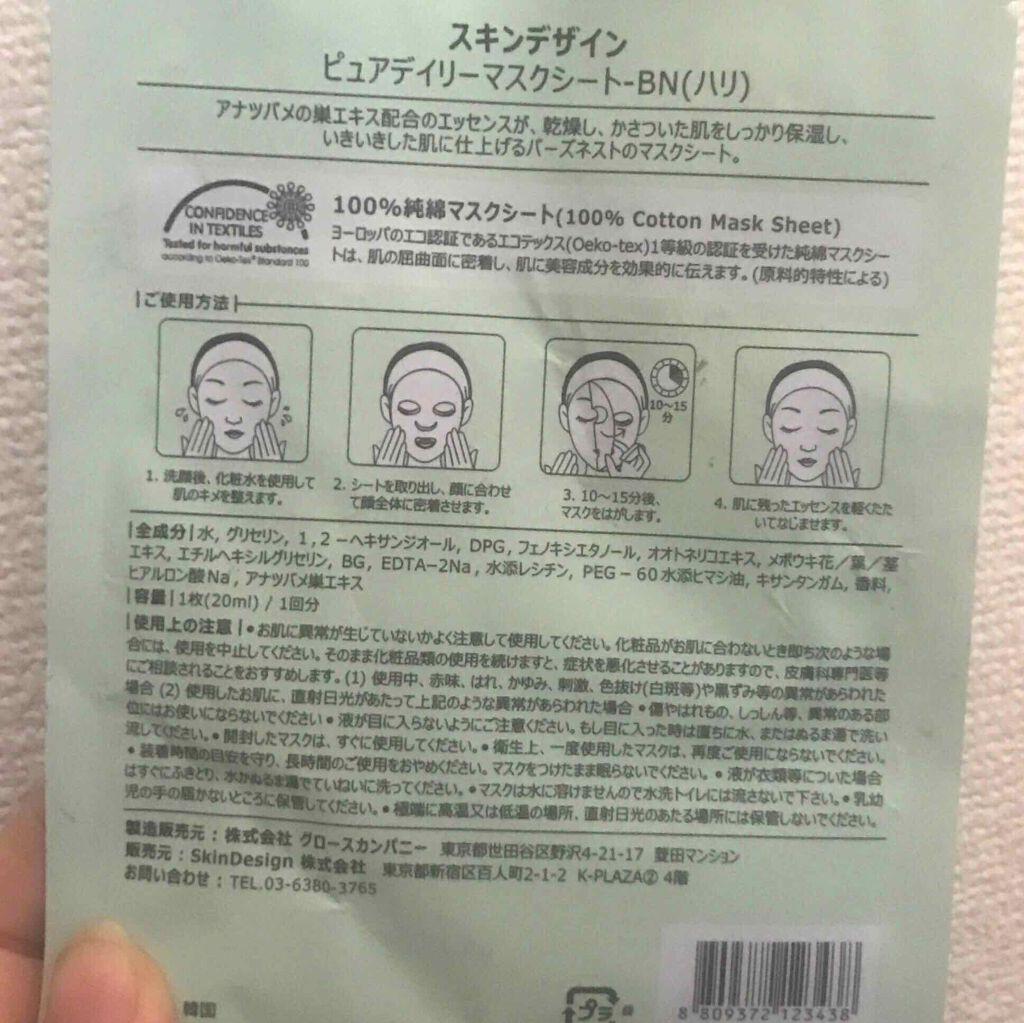 スキンデザイン
ピュアデイリーマスクシート-BN(ハリ)
アナツバメの巣エキス配合のエッセンスが、乾燥し、かさついた肌をしっかり保湿し、
いきいきした肌に仕上げるバーズネストのマスクシート。
CONFIDENCE
IN TEXTILES
Tested for harmful substances
according to Oeko-Tex® Standard 100
100%純綿マスクシート(100% Cotton Mask Sheet)
ヨーロッパのエコ認証であるエコテックス(Oeko-tex)1等級の認証を受けた純綿マスクシー
トは、肌の屈曲面に密着し、肌に美容成分を効果的に伝えます。(原料的特性による)
|ご使用方法|
10〜15
分
1. 洗顔後、化粧水を使用して
肌のキメを整えます。
2. シートを取り出し、顔に合わせ
て顔全体に密着させます。
3. 10〜15分後、
マスクをはがします。
4. 肌に残ったエッセンスを軽くたた
いてなじませます。
|全成分|水, グリセリン, 1,2－ヘキサンジオール, DPG, フェノキシエタノール, オオトネリコエキス, メボウキ花／葉／茎
エキス, エチルヘキシルグリセリン, BG, EDTA−2Na, 水添レシチン, PEG−60水添ヒマシ油, キサンタンガム, 香料,
ヒアルロン酸Na, アナツバメ巣エキス
|容量|1枚(20ml) / 1回分
|使用上の注意|•お肌に異常が生じていないかよく注意して使用してください。化粧品がお肌に合わないとき即ち次のような場
合には、使用を中止してください。そのまま化粧品類の使用を続けますと、症状を悪化させることがありますので、皮膚科専門医等
にご相談されることをおすすめします。(1) 使用中、赤味、はれ、かゆみ、刺激、色抜け(白斑等)や黒ずみ等の異常があらわれた
場合 (2) 使用したお肌に、直射日光があたって上記のような異常があらわれた場合 •傷やはれもの、しっしん等、異常のある部
位にはお使いにならないでください•液が目に入らないようにご注意ください。もし目に入った時は直ちに水、またはぬるま湯で洗い
流してください。•開封したマスクは、すぐに使用してください。•衛生上、一度使用したマスクは、再度ご使用にならないでください。
•装着時間の目安を守り、長時間のご使用をおやめください。マスクをつけたまま眠らないでください。•液が衣類等についた場合
はすぐにふきとり、水かぬるま湯でていねいに洗ってください。•マスクは水に溶けませんので水洗トイレには流さないで下さい。•乳幼
児の手の届かないところに保管してください。•極端に高温又は低温の場所、直射日光のあたる場所には保管しないでください。
製造販売元：株式会社 グロースカンパニー 東京都世田谷区野沢4-21-17 菱田マンション
販売元：SkinDesign 株式会社 東京都新宿区百人町2-1-2 K-PLAZA② 4階
お問い合わせ：TEL.03-6380-3765
韓国
プラ
8 809372 123438